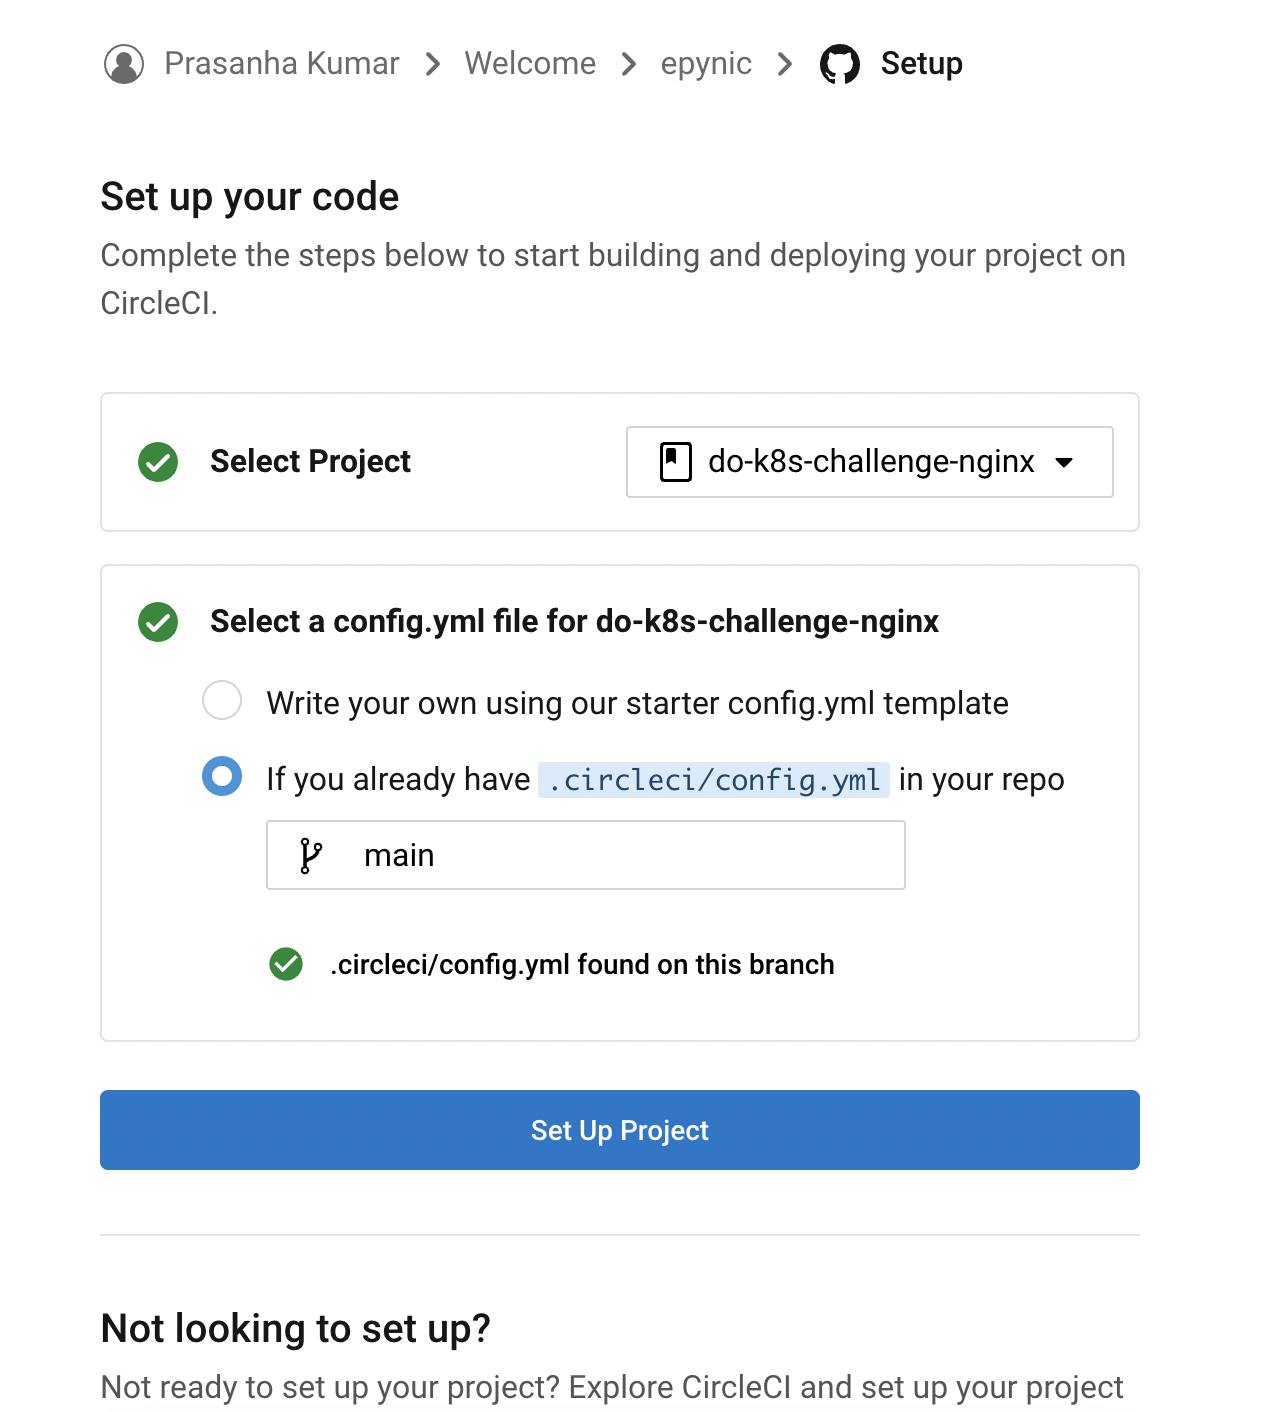 Prasanha Kumar > Welcome > epynic > Setup
Set up your code
Complete the steps below to start building and deploying your project on
CircleCI.
Select Project do-k8s-challenge-nginx
Select a config.yml file for do-k8s-challenge-nginx
Write your own using our starter config.yml template
If you already have .circleci/config.yml in your repo
main
.circleci/config.yml found on this branch
Set Up Project
Not looking to set up?
Not ready to set up your project? Explore CircleCI and set up your project